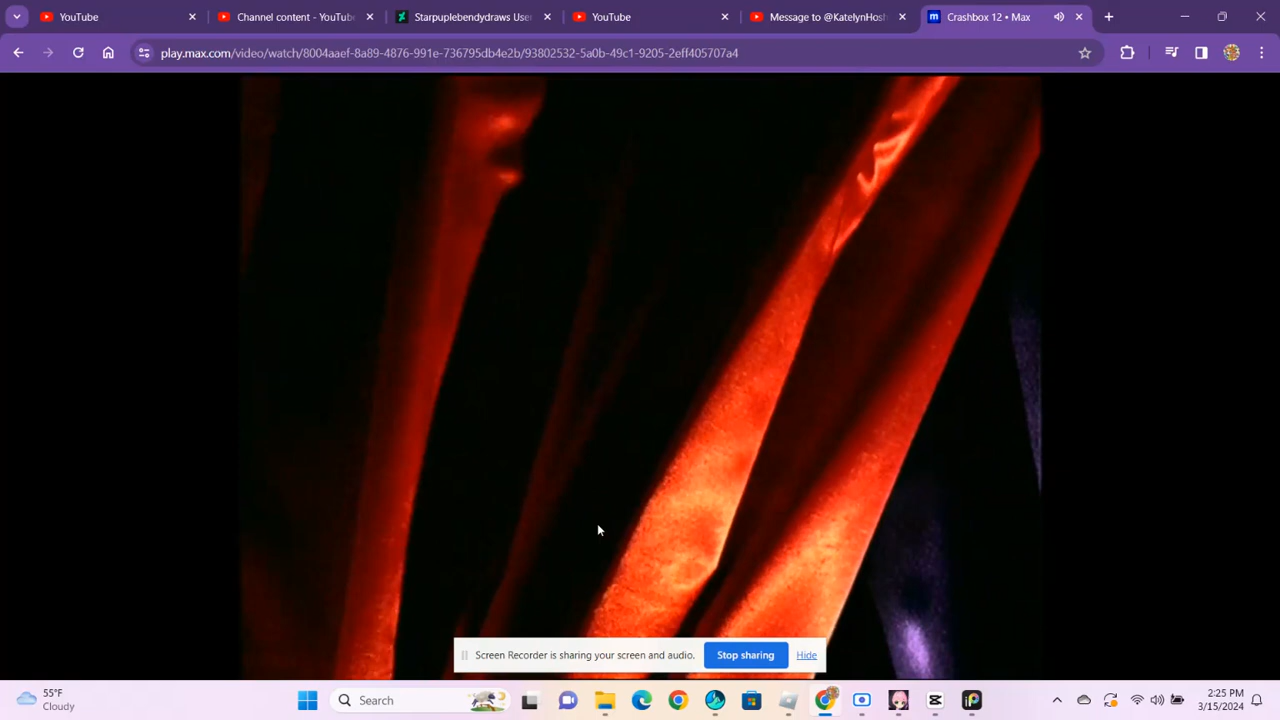 YouTube
Channel content - YouTube
Starpuplebendydraws Use
YouTube
Message to @KatelynHosh
Crashbox 12 • Max
play.max.com/video/watch/8004aaef-8a89-4876-991e-736795db4e2b/93802532-5a0b-49c1-9205-2eff405707a4
Screen Recorder is sharing your screen and audio.
Stop sharing
Hide
55°F
Cloudy
Search
2:25 PM
3/15/2024